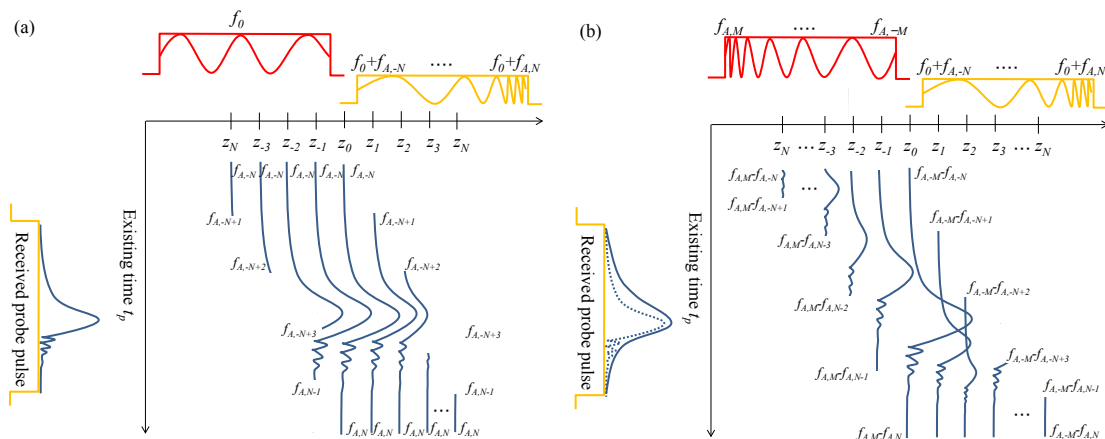 (a)
f0
f0+fA,-N .... f0+fA,N
zN z-3 z-2 z-1 z0 z1 z2 z3 zN
fA,-N fA,-N fA,-N fA,-N fA,-N
fA,-N+1 fA,-N+1
fA,-N+2 fA,-N+2
fA,-N+3 fA,-N+3
fA,N-1 ... fA,N-1
fA,N fA,N fA,N fA,N fA,N
Existing time tp
Received probe pulse
(b)
fA,M .... fA,-M
f0+fA,-N .... f0+fA,N
zN ... z-3 z-2 z-1 z0 z1 z2 z3 ... zN
fA,M-fA,-N ... fA,-M-fA,-N
fA,M-fA,-N+1 fA,-M-fA,-N+1
fA,M-fA,N-3
fA,-M-fA,-N+2
fA,M-fA,N-2
fA,-M-fA,-N+3
fA,M-fA,N-1 fA,-M-fA,N-1
...
fA,M-fA,N fA,-M-fA,N
Existing time tp
Received probe pulse